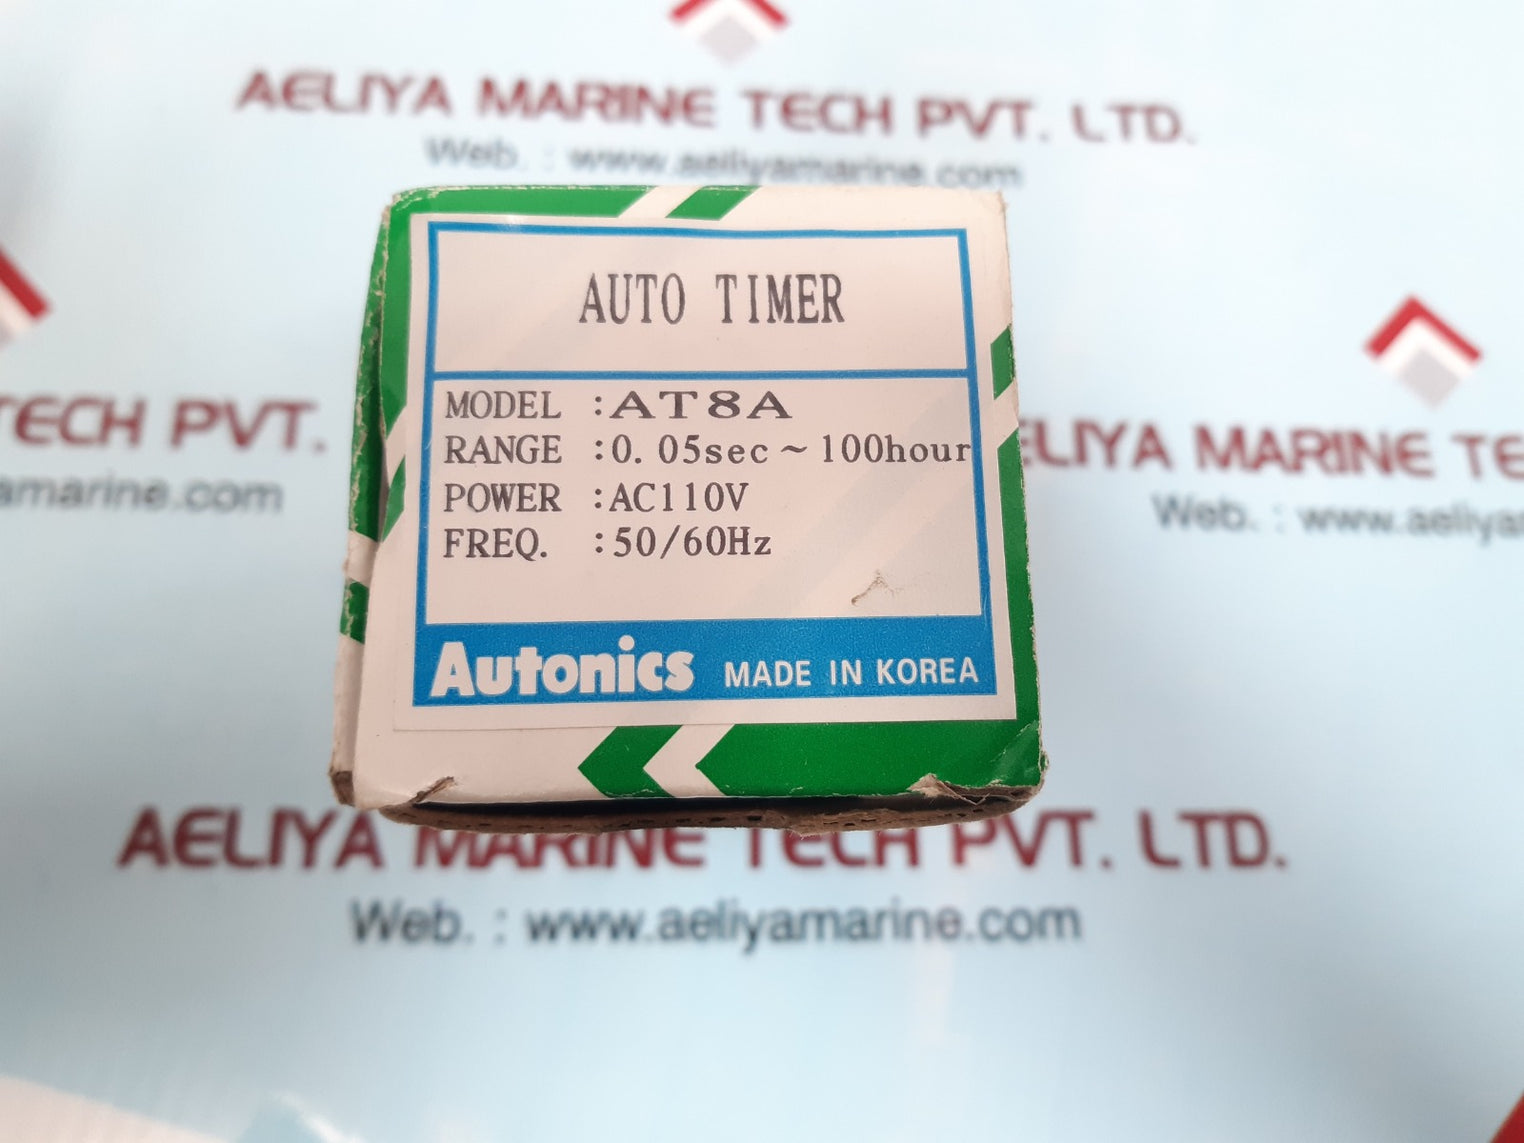 AELIYA MARINE TECH PVT. LTD.
Web. : www.aeliyamarine.com
AUTO TIMER
MODEL :AT8A
RANGE :0.05sec~100hour
POWER :AC110V
FREQ. :50/60Hz
Autonics MADE IN KOREA
TECH PVT.
amarine.com
ELIYA MARINE TE
Web. : www.aeliya
AELIYA MARINE TECH PVT. LTD.
Web. : www.aeliyamarine.com